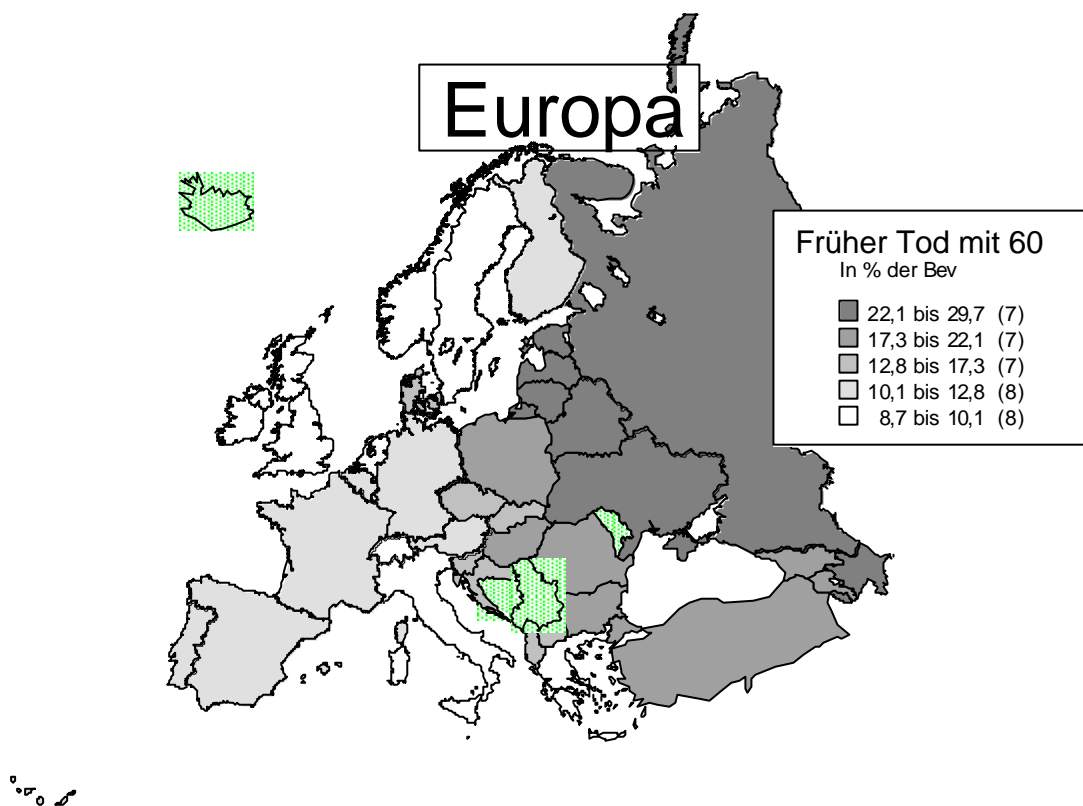 Europa
Früher Tod mit 60
In % der Bev
22,1 bis 29,7 (7)
17,3 bis 22,1 (7)
12,8 bis 17,3 (7)
10,1 bis 12,8 (8)
8,7 bis 10,1 (8)